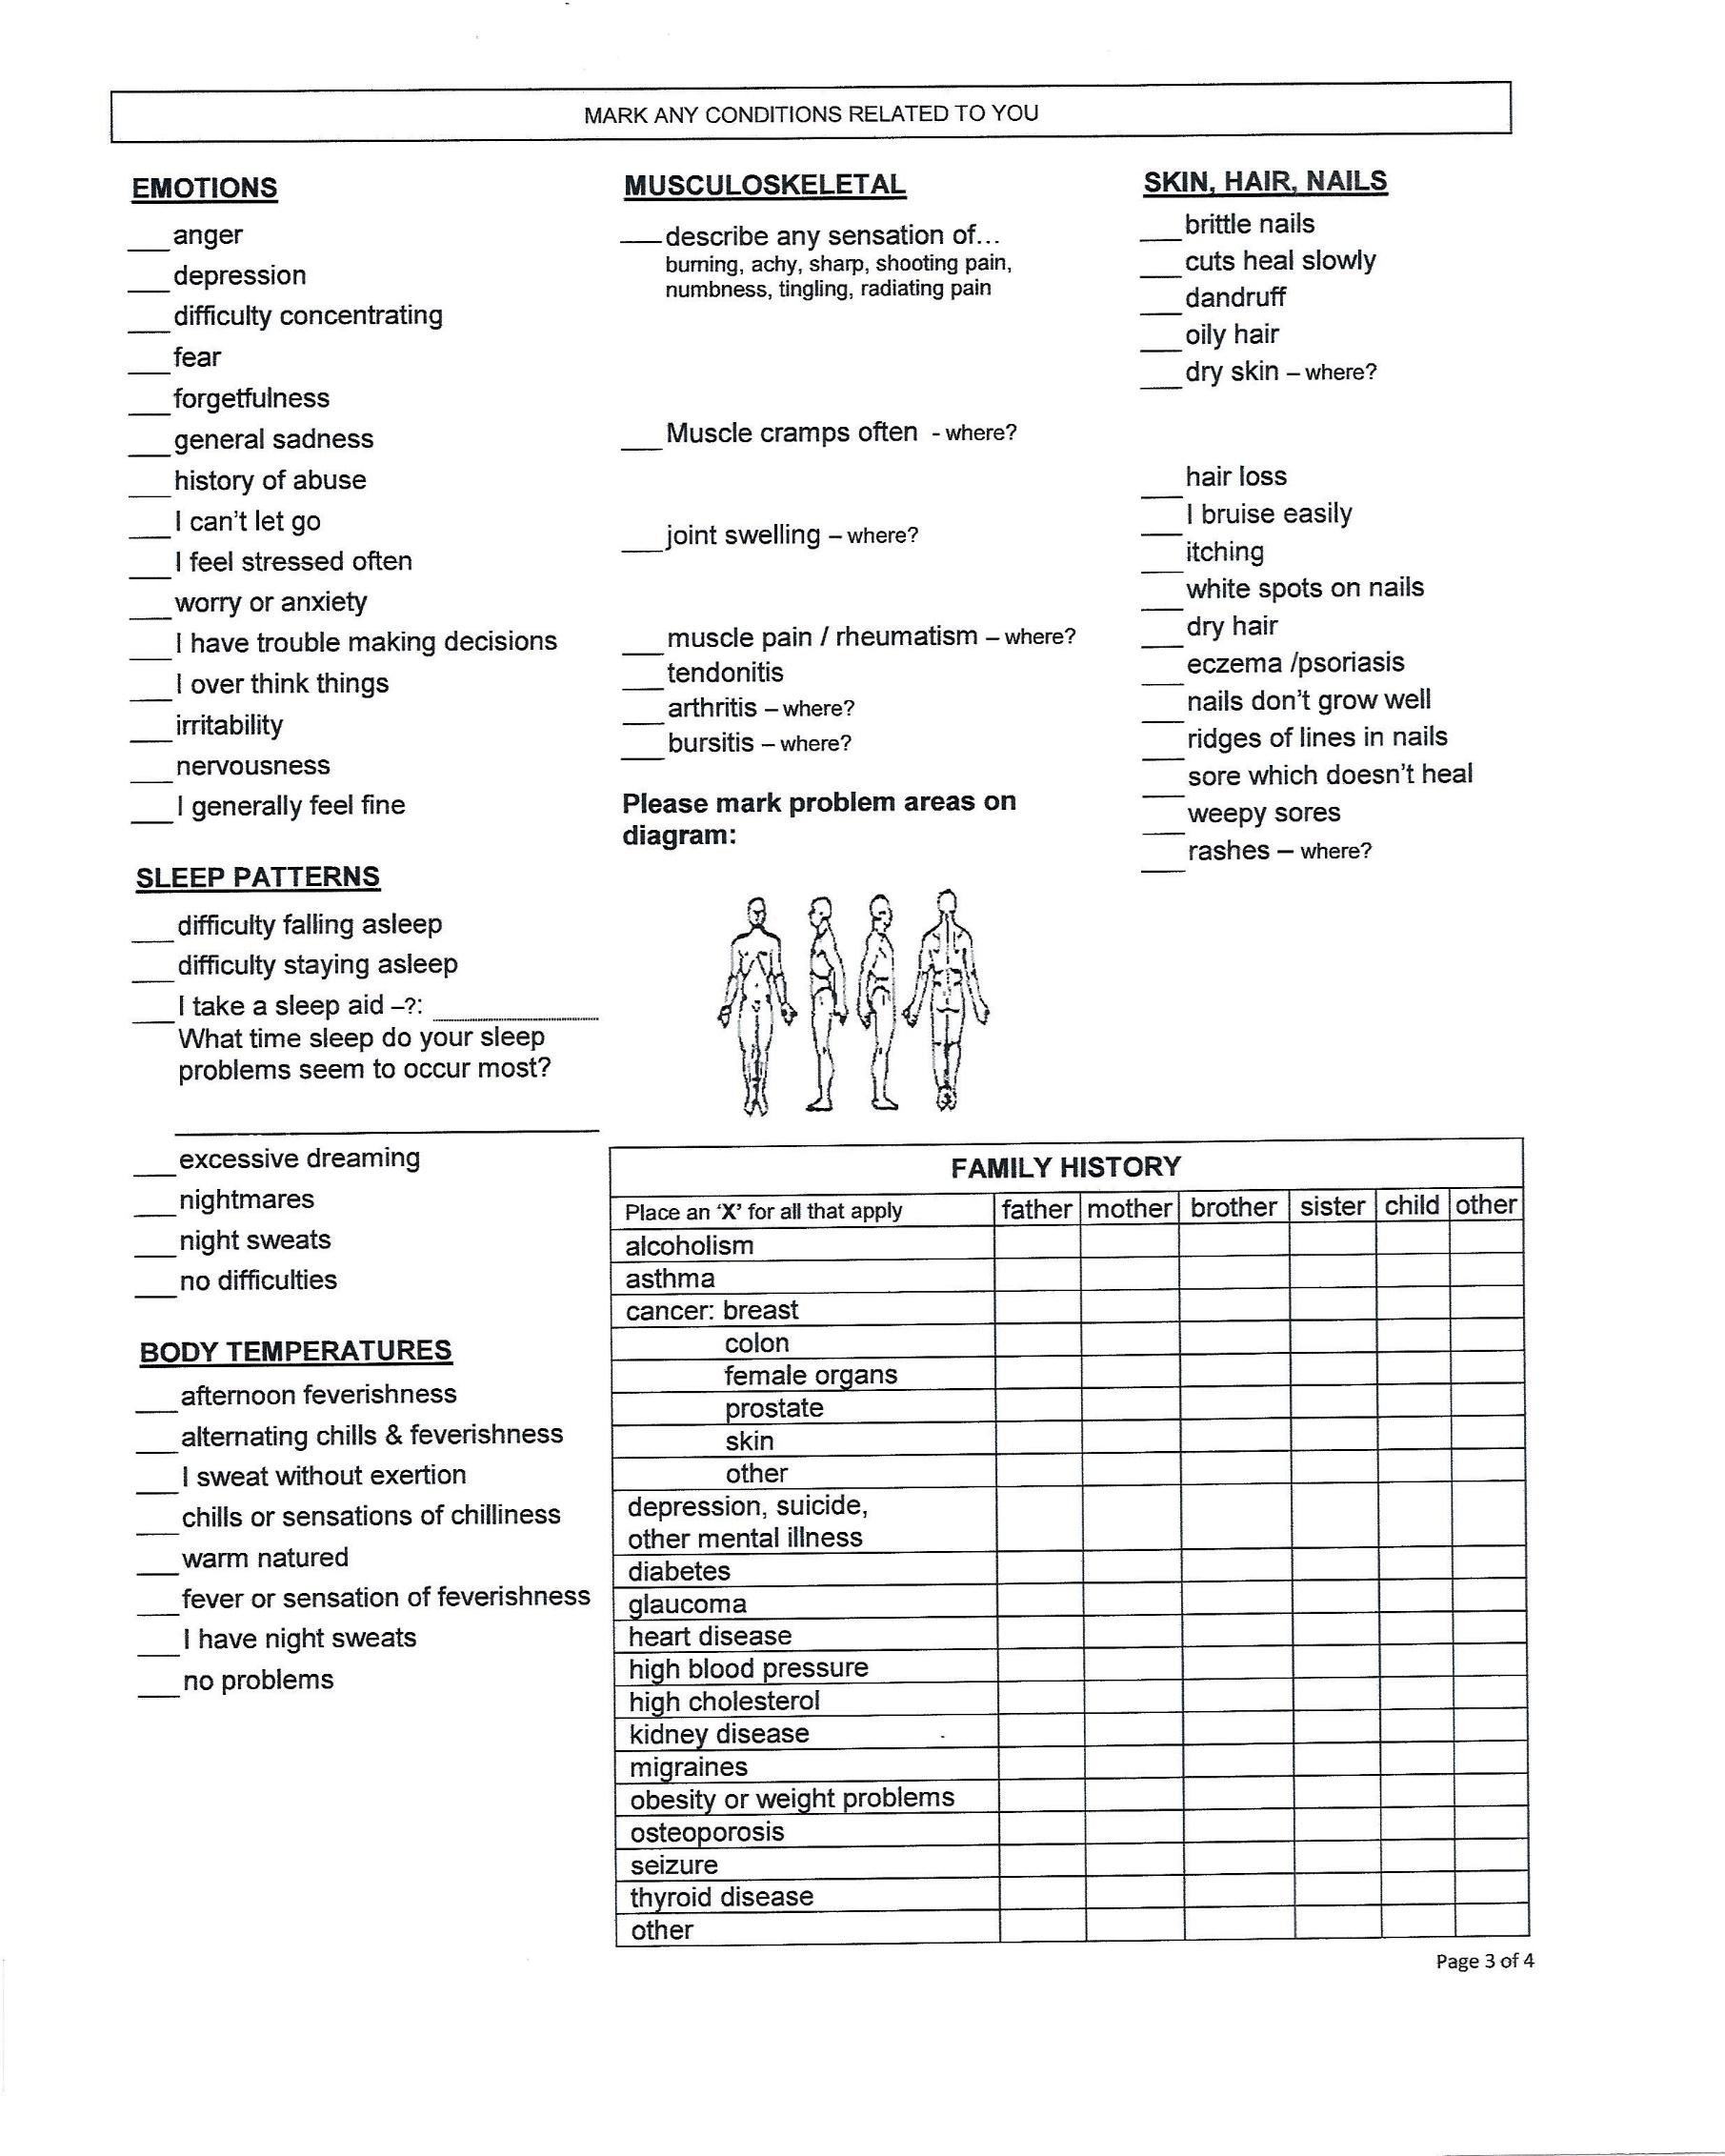 MARK ANY CONDITIONS RELATED TO YOU
EMOTIONS
___anger
___depression
___difficulty concentrating
___fear
___forgetfulness
___general sadness
___history of abuse
___I can't let go
___I feel stressed often
___worry or anxiety
___I have trouble making decisions
___I over think things
___irritability
___nervousness
___I generally feel fine
SLEEP PATTERNS
___difficulty falling asleep
___difficulty staying asleep
___I take a sleep aid –?: ___________
What time sleep do your sleep
problems seem to occur most?
___excessive dreaming
___nightmares
___night sweats
___no difficulties
BODY TEMPERATURES
___afternoon feverishness
___alternating chills & feverishness
___I sweat without exertion
___chills or sensations of chilliness
___warm natured
___fever or sensation of feverishness
___I have night sweats
___no problems
MUSCULOSKELETAL
___describe any sensation of...
burning, achy, sharp, shooting pain,
numbness, tingling, radiating pain
___Muscle cramps often - where?
___joint swelling – where?
___muscle pain / rheumatism – where?
___tendonitis
___arthritis – where?
___bursitis – where?
Please mark problem areas on
diagram:
SKIN, HAIR, NAILS
___brittle nails
___cuts heal slowly
___dandruff
___oily hair
___dry skin – where?
___hair loss
___I bruise easily
___itching
___white spots on nails
___dry hair
___eczema /psoriasis
___nails don't grow well
___ridges of lines in nails
___sore which doesn't heal
___weepy sores
___rashes – where?
FAMILY HISTORY
Place an 'X' for all that apply father mother brother sister child other
alcoholism
asthma
cancer: breast
colon
female organs
prostate
skin
other
depression, suicide,
other mental illness
diabetes
glaucoma
heart disease
high blood pressure
high cholesterol
kidney disease
migraines
obesity or weight problems
osteoporosis
seizure
thyroid disease
other
Page 3 of 4